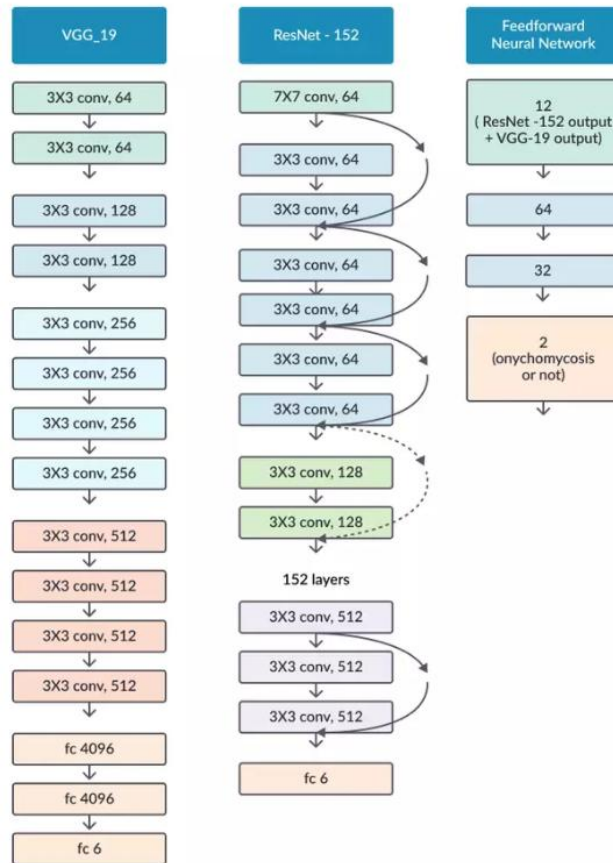 VGG_19
3X3 conv, 64
3X3 conv, 64
3X3 conv, 128
3X3 conv, 128
3X3 conv, 256
3X3 conv, 256
3X3 conv, 256
3X3 conv, 256
3X3 conv, 512
3X3 conv, 512
3X3 conv, 512
3X3 conv, 512
fc 4096
fc 4096
fc 6
ResNet - 152
7X7 conv, 64
3X3 conv, 64
3X3 conv, 64
3X3 conv, 64
3X3 conv, 64
3X3 conv, 64
3X3 conv, 64
3X3 conv, 128
3X3 conv, 128
152 layers
3X3 conv, 512
3X3 conv, 512
3X3 conv, 512
fc 6
Feedforward
Neural Network
12
( ResNet -152 output
+ VGG-19 output)
64
32
2
(onychomycosis
or not)